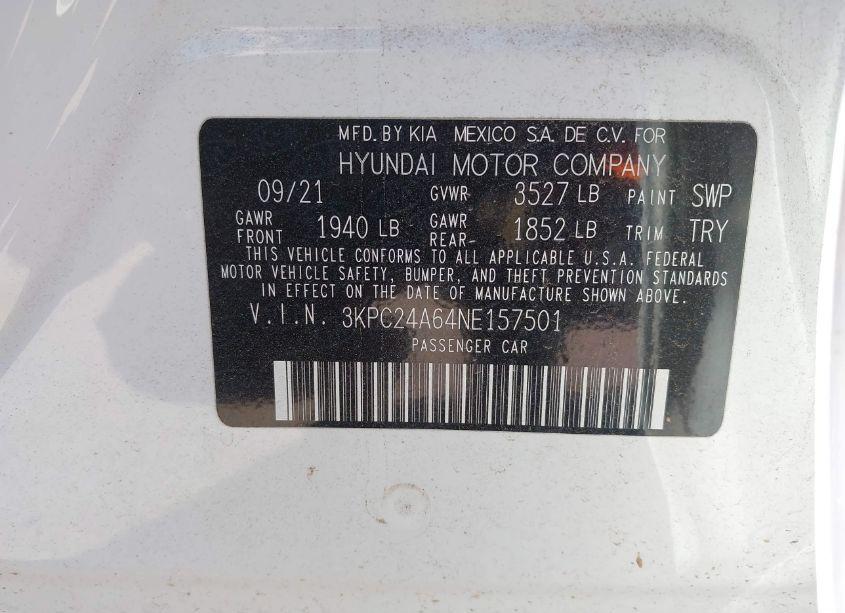 MFD. BY KIA MEXICO S.A. DE C.V. FOR
HYUNDAI MOTOR COMPANY
09/21 GVWR 3527 LB PAINT SWP
GAWR FRONT 1940 LB GAWR REAR- 1852 LB TRIM TRY
THIS VEHICLE CONFORMS TO ALL APPLICABLE U.S.A. FEDERAL
MOTOR VEHICLE SAFETY, BUMPER, AND THEFT PREVENTION STANDARDS
IN EFFECT ON THE DATE OF MANUFACTURE SHOWN ABOVE.
V.I.N. 3KPC24A64NE157501
PASSENGER CAR